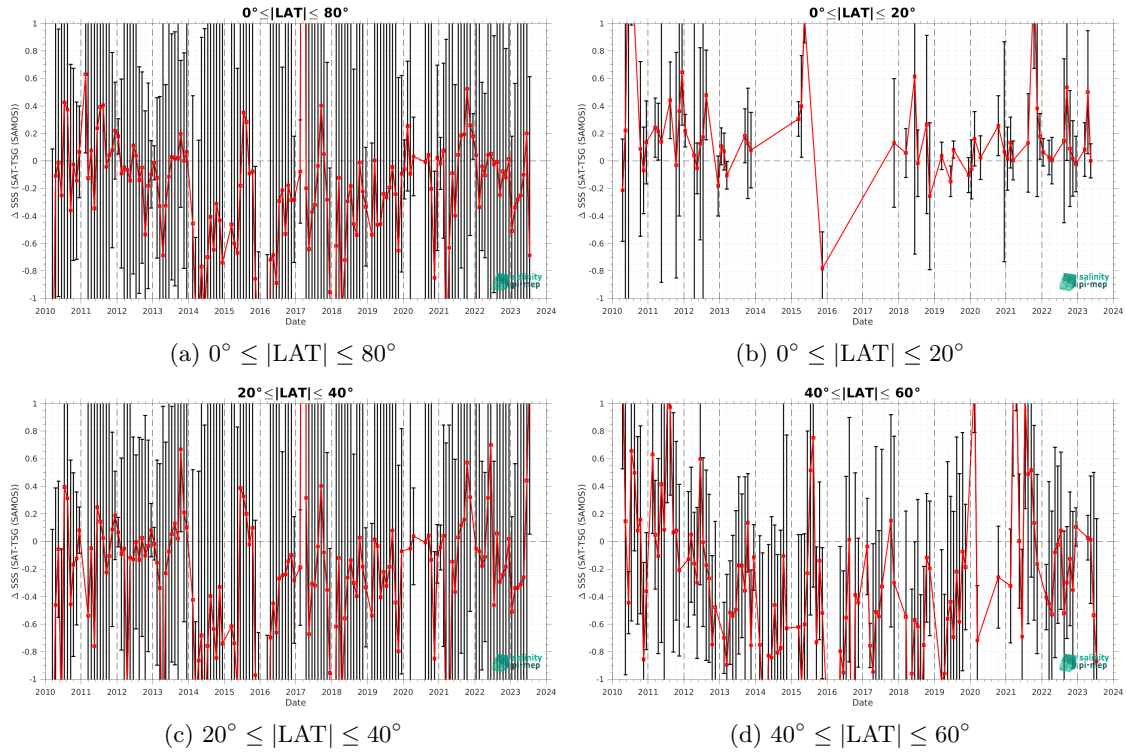 0°≤|LAT|≤ 80°
Δ SSS (SAT-TSG (SAMOS))
1
0.8
0.6
0.4
0.2
0
-0.2
-0.4
-0.6
-0.8
-1
2010 2011 2012 2013 2014 2015 2016 2017 2018 2019 2020 2021 2022 2023 2024
Date
salinity
pi-mep
(a) 0° ≤ |LAT| ≤ 80°
0°≤|LAT|≤ 20°
Δ SSS (SAT-TSG (SAMOS))
1
0.8
0.6
0.4
0.2
0
-0.2
-0.4
-0.6
-0.8
-1
2010 2011 2012 2013 2014 2015 2016 2017 2018 2019 2020 2021 2022 2023 2024
Date
salinity
pi-mep
(b) 0° ≤ |LAT| ≤ 20°
20°≤|LAT|≤ 40°
Δ SSS (SAT-TSG (SAMOS))
1
0.8
0.6
0.4
0.2
0
-0.2
-0.4
-0.6
-0.8
-1
2010 2011 2012 2013 2014 2015 2016 2017 2018 2019 2020 2021 2022 2023 2024
Date
salinity
pi-mep
(c) 20° ≤ |LAT| ≤ 40°
40°≤|LAT|≤ 60°
Δ SSS (SAT-TSG (SAMOS))
1
0.8
0.6
0.4
0.2
0
-0.2
-0.4
-0.6
-0.8
-1
2010 2011 2012 2013 2014 2015 2016 2017 2018 2019 2020 2021 2022 2023 2024
Date
salinity
pi-mep
(d) 40° ≤ |LAT| ≤ 60°